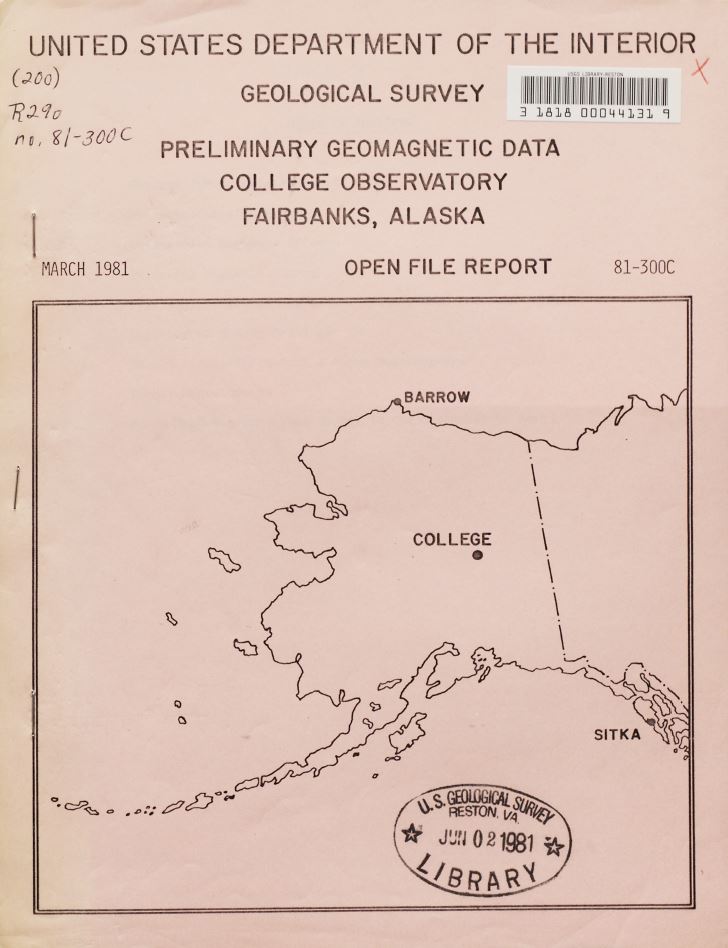 UNITED STATES DEPARTMENT OF THE INTERIOR
(200)
R290
no. 81-300C
GEOLOGICAL SURVEY
USGS LIBRARY-RESTON
3 1818 00044131 9
X
PRELIMINARY GEOMAGNETIC DATA
COLLEGE OBSERVATORY
FAIRBANKS, ALASKA
MARCH 1981 OPEN FILE REPORT 81-300C
BARROW
COLLEGE
SITKA
U.S. GEOLOGICAL SURVEY
RESTON, VA.
JUN 02 1981
LIBRARY